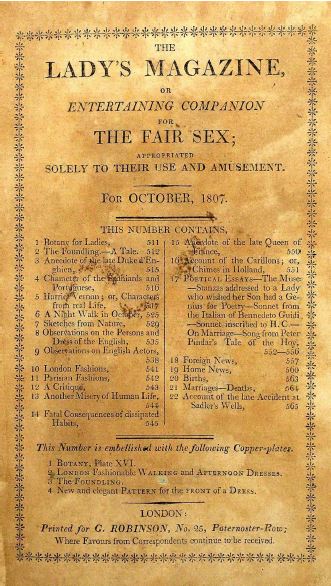 THE
LADY'S MAGAZINE,
OR
ENTERTAINING COMPANION
FOR
THE FAIR SEX;
APPROPRIATED
SOLELY TO THEIR USE AND AMUSEMENT.
For OCTOBER, 1807.
THIS NUMBER CONTAINS,
1 Botany for Ladies, 511
2 The Foundling.—A Tale. 512
3 Anecdote of the late Duke d'En-
ghien, 515
4 Character of the Spaniards and
Portuguese, 516
5 Harriet Vernon; or, Characters
from real Life,
6 A Night Walk in October, 525
7 Sketches from Nature, 529
8 Observations on the Persons and
Dress of the English, 535
9 Observations on English Actors,
538
10 London Fashions, 541
11 Parisian Fashions, 542
12 A Critique, 543
13 Another Misery of Human Life,
544
14 Fatal Consequences of dissipated
Habits, 545
15 Anecdote of the late Queen of
France, 550
16 Account of the Carillons; or,
Chimes in Holland, 551
17 Poetical Essays—The Muse
—Stanzas addressed to a Lady
who wished her Son had a Ge-
nius for Poetry—Sonnet from
the Italian of Benedetto Guidi
—Sonnet inscribed to H.C.—
On Marriage—Song from Peter
Pindar's Tale of the Hoy,
552—556
18 Foreign News, 557
19 Home News, 560
20 Births, 563
21 Marriages—Deaths, 564
22 Account of the late Accident at
Sadler's Wells, 565
This Number is embellished with the following Copper-plates.
1 Botany, Plate XVI.
2 London Fashionable Walking and Afternoon Dresses.
3 The Foundling.
4 New and elegant Pattern for the front of a Dress.
LONDON:
Printed for G. ROBINSON, No. 25, Paternoster-Row;
Where Favours from Correspondents continue to be received.